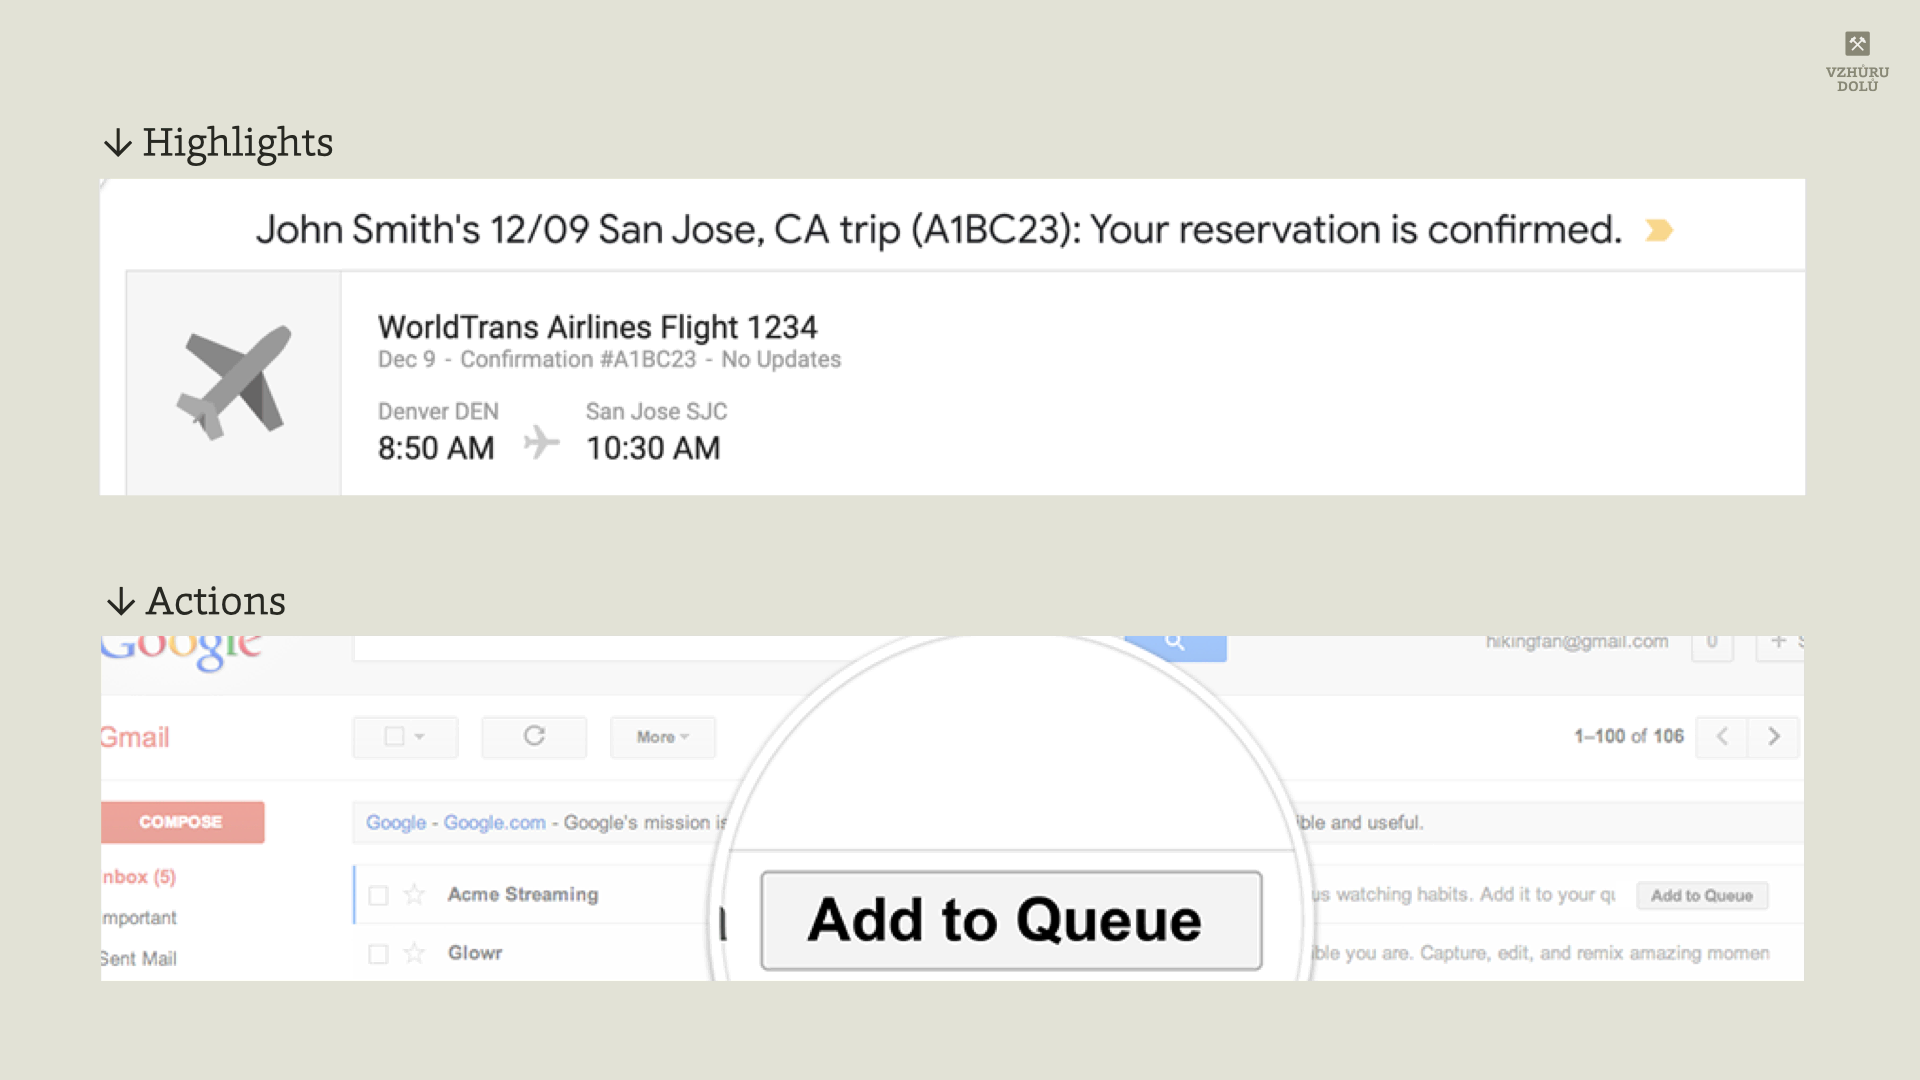 VZHŮRU
DOLŮ
↓ Highlights
John Smith's 12/09 San Jose, CA trip (A1BC23): Your reservation is confirmed.
WorldTrans Airlines Flight 1234
Dec 9 - Confirmation #A1BC23 - No Updates
Denver DEN San Jose SJC
8:50 AM 10:30 AM
↓ Actions
Google hikingfan@gmail.com 0 +
Gmail More 1–100 of 106
COMPOSE Google - Google.com - Google's mission is ible and useful.
nbox (5)
Acme Streaming us watching habits. Add it to your qu Add to Queue
mportant
Add to Queue
Sent Mail Glowr ible you are. Capture, edit, and remix amazing momen